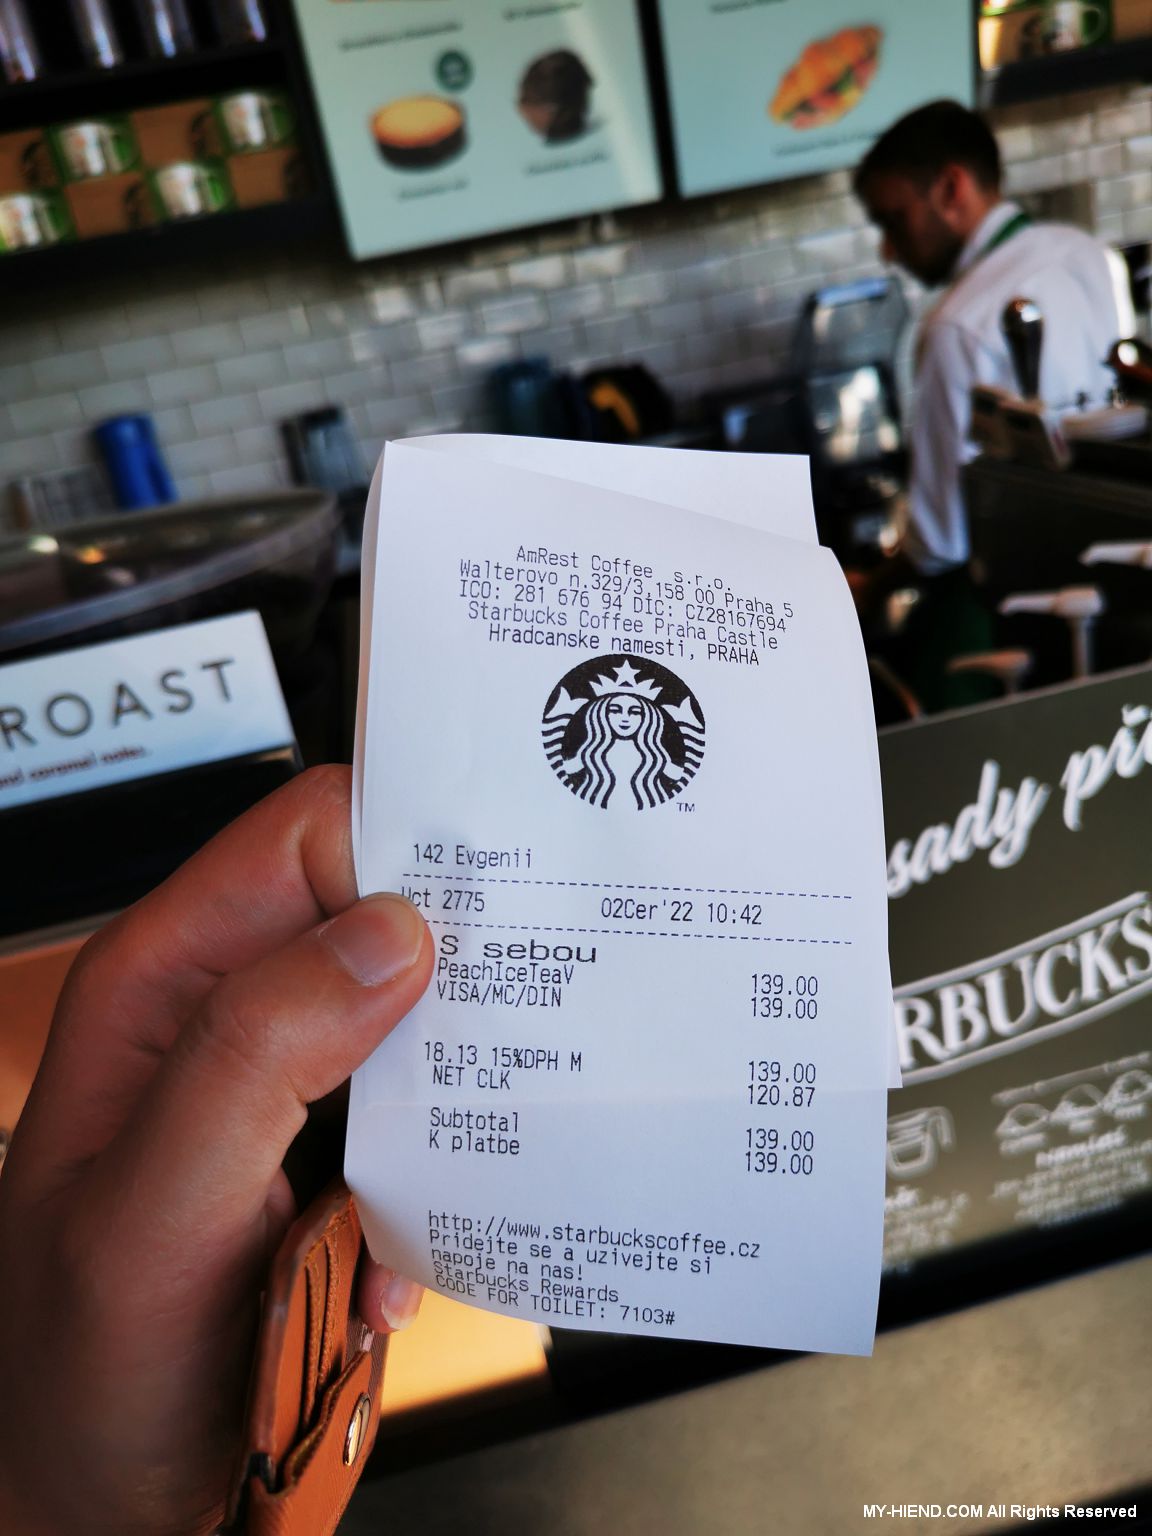 AmRest Coffee s.r.o.
Walterovo n.329/3,158 00 Praha 5
ICO: 281 676 94 DIC: CZ28167694
Starbucks Coffee Praha Castle
Hradcanske namesti, PRAHA
TM
142 Evgenii
Uct 2775 02Cer'22 10:42
S sebou
PeachIceTeaV 139.00
VISA/MC/DIN 139.00
18.13 15%DPH M 139.00
NET CLK 120.87
Subtotal 139.00
K platbe 139.00
http://www.starbuckscoffee.cz
Pridejte se a uzivejte si
napoje na nas!
Starbucks Rewards
CODE FOR TOILET: 7103#
ROAST
and caramel notes.
sady př
RBUCKS
MY-HIEND.COM All Rights Reserved